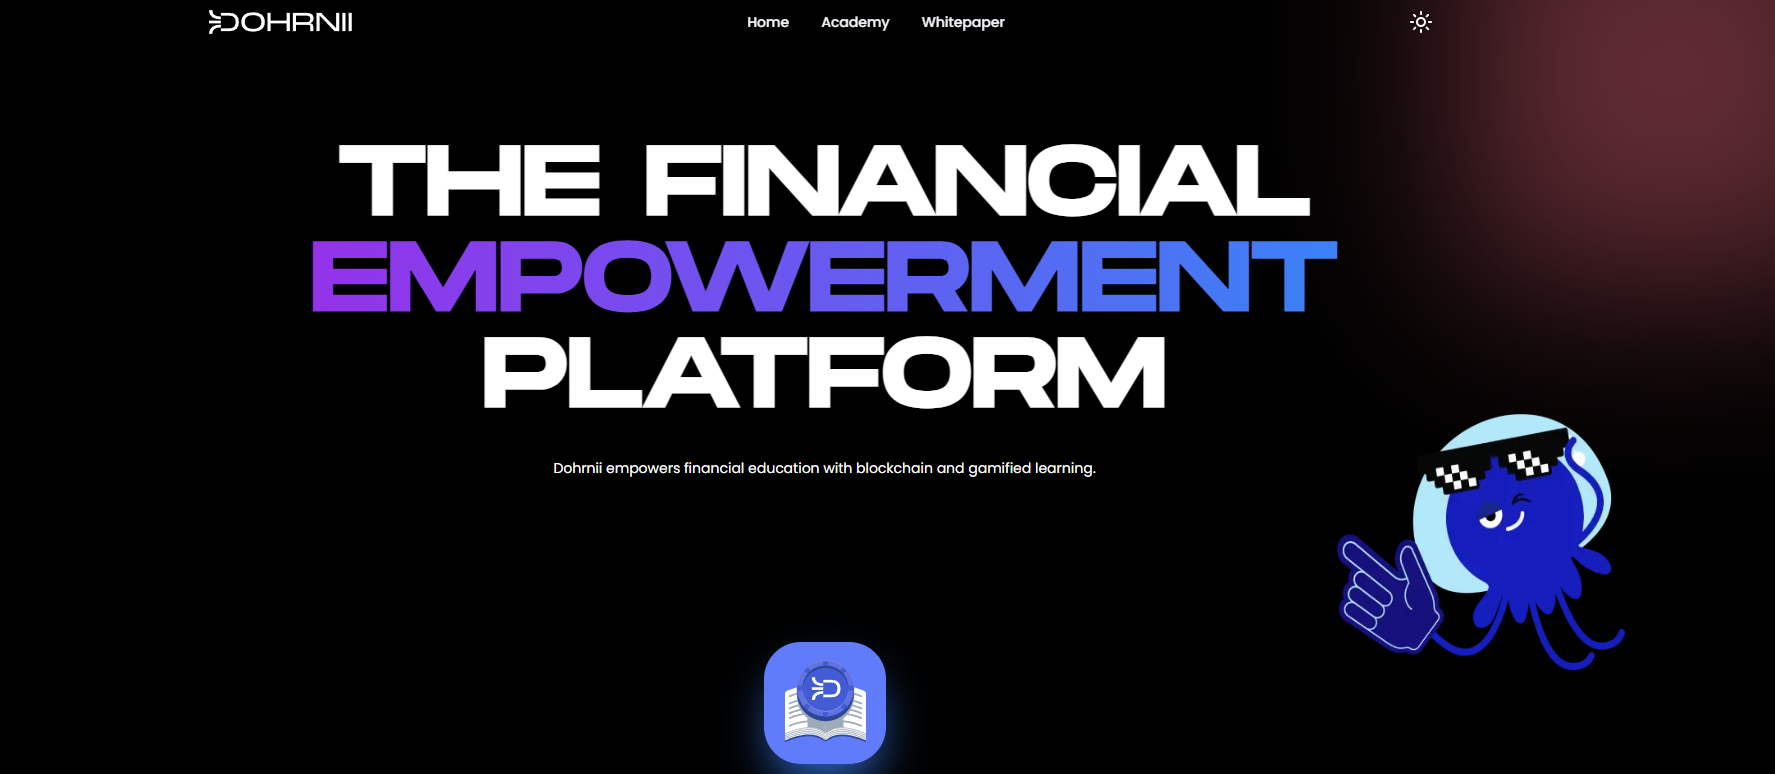 DOHRNII
Home Academy Whitepaper
THE FINANCIAL
EMPOWERMENT
PLATFORM
Dohrnii empowers financial education with blockchain and gamified learning.